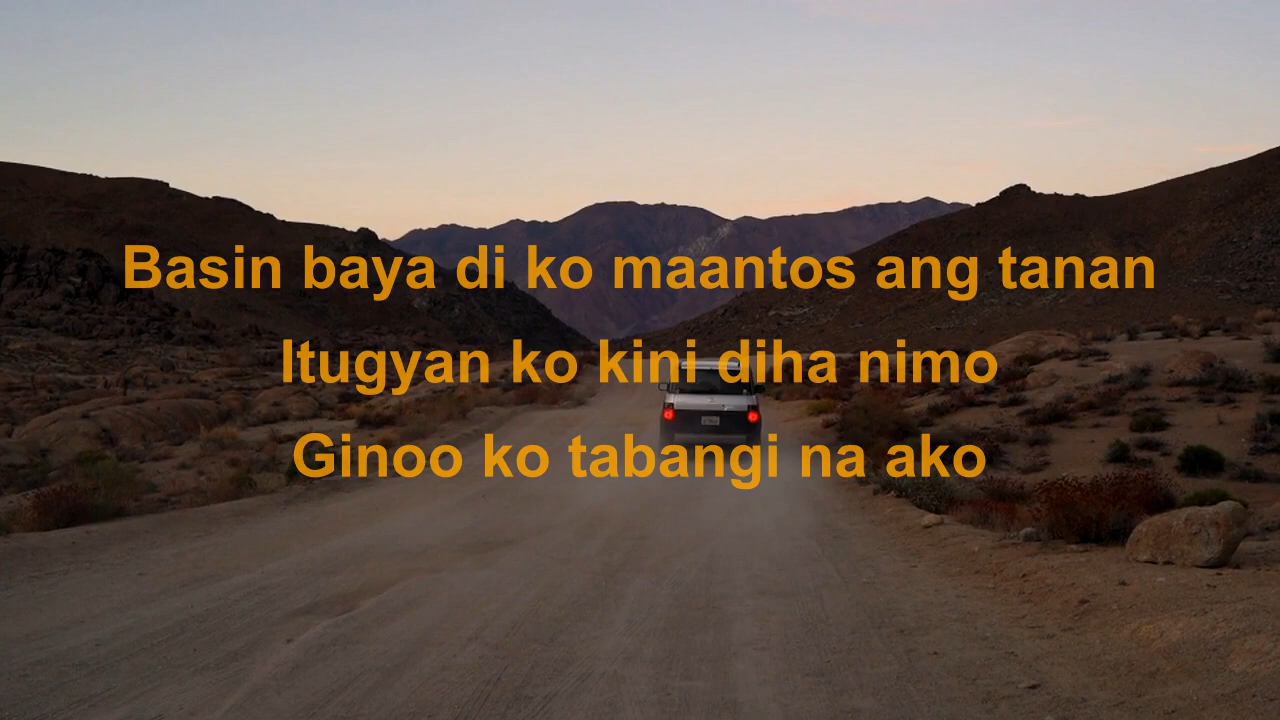 Basin baya di ko maantos ang tanan
Itugyan ko kini diha nimo
Ginoo ko tabangi na ako